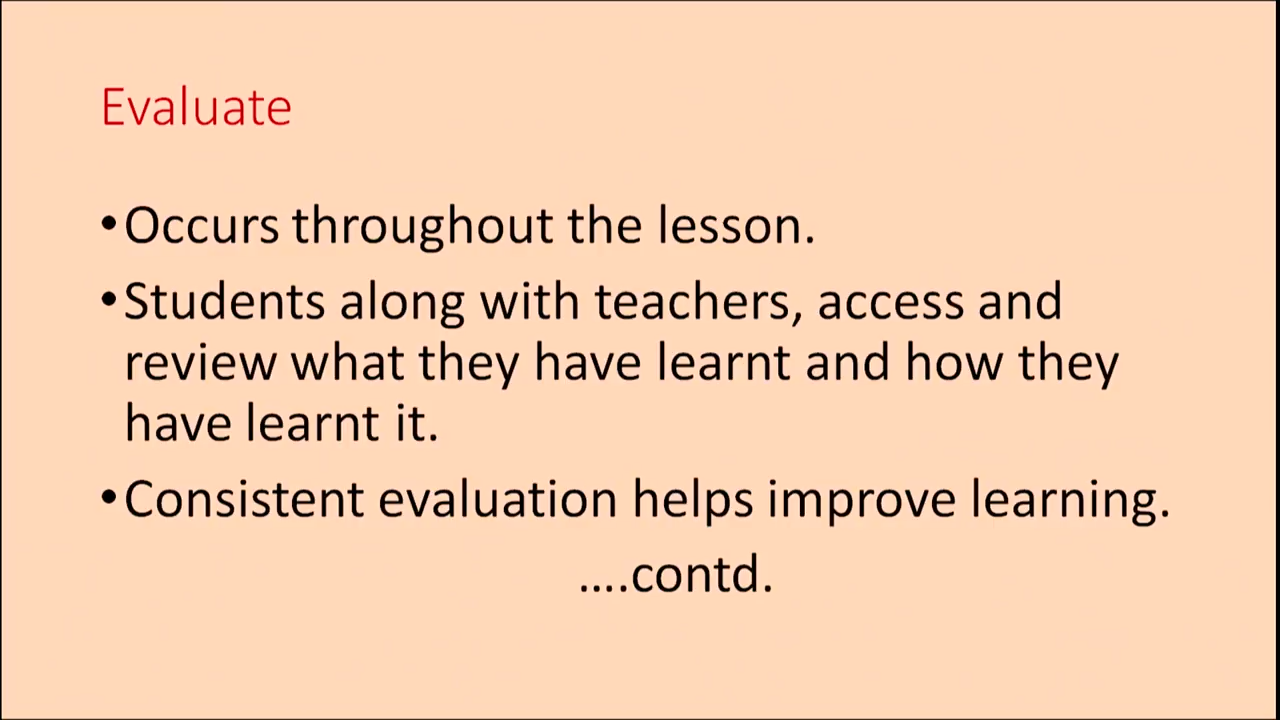 Evaluate
•Occurs throughout the lesson.
•Students along with teachers, access and
review what they have learnt and how they
have learnt it.
•Consistent evaluation helps improve learning.
....contd.